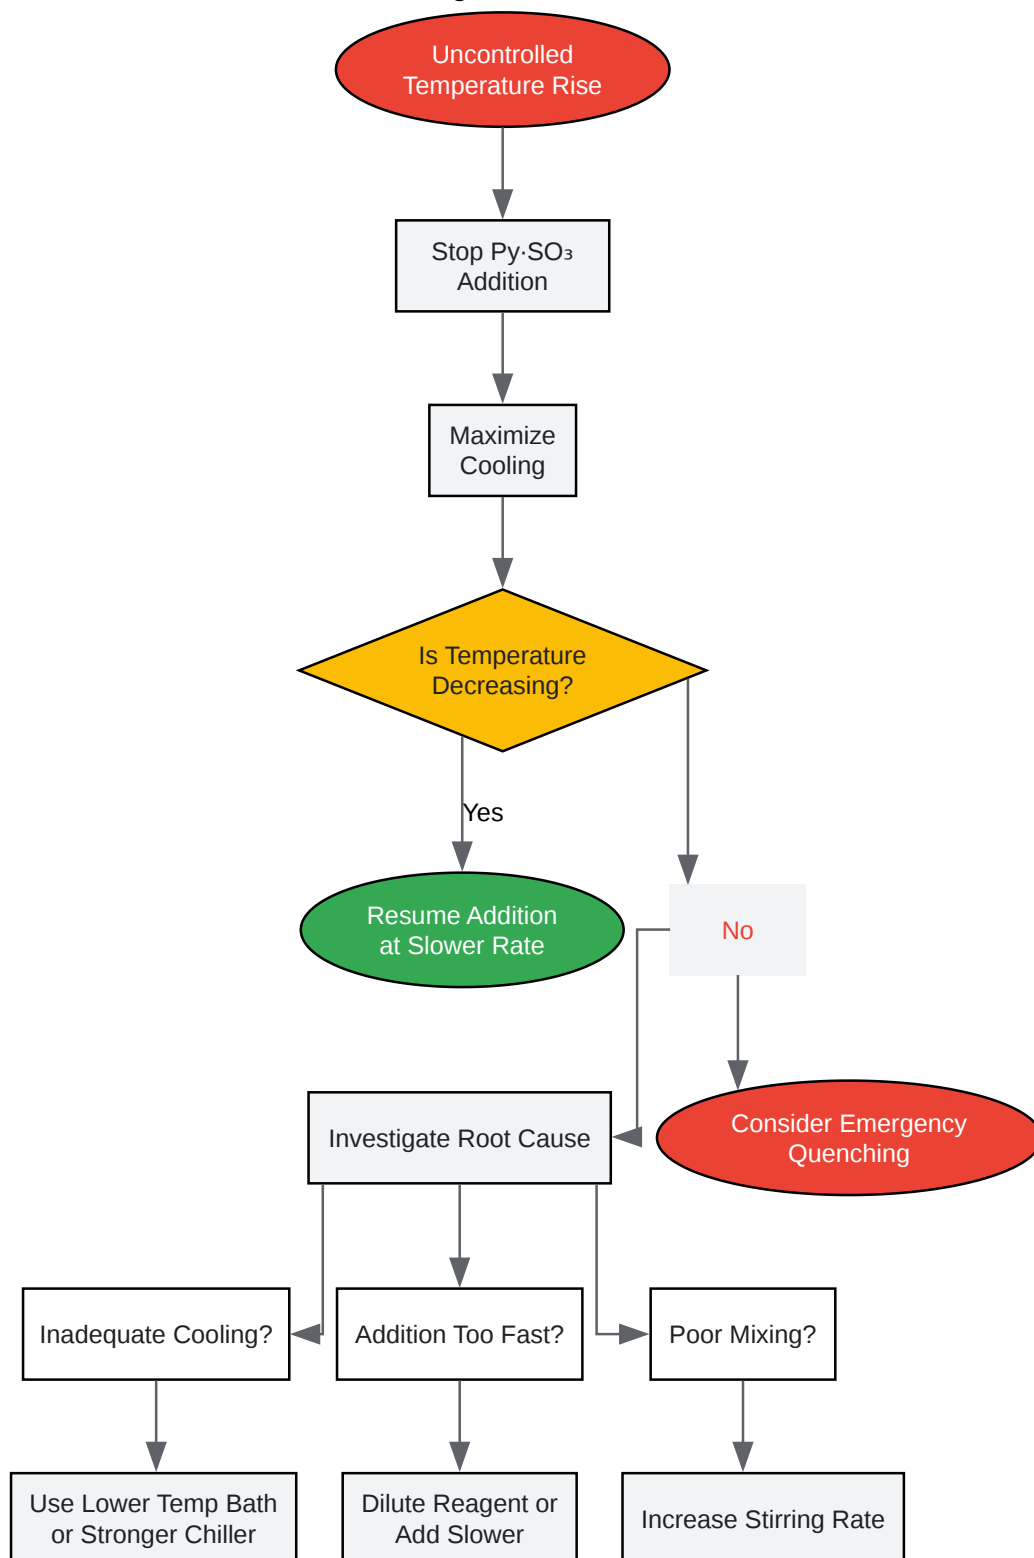 Uncontrolled
Temperature Rise
Stop Py·SO₃
Addition
Maximize
Cooling
Is Temperature
Decreasing?
Yes
Resume Addition
at Slower Rate
No
Consider Emergency
Quenching
Investigate Root Cause
Inadequate Cooling?
Addition Too Fast?
Poor Mixing?
Use Lower Temp Bath
or Stronger Chiller
Dilute Reagent or
Add Slower
Increase Stirring Rate